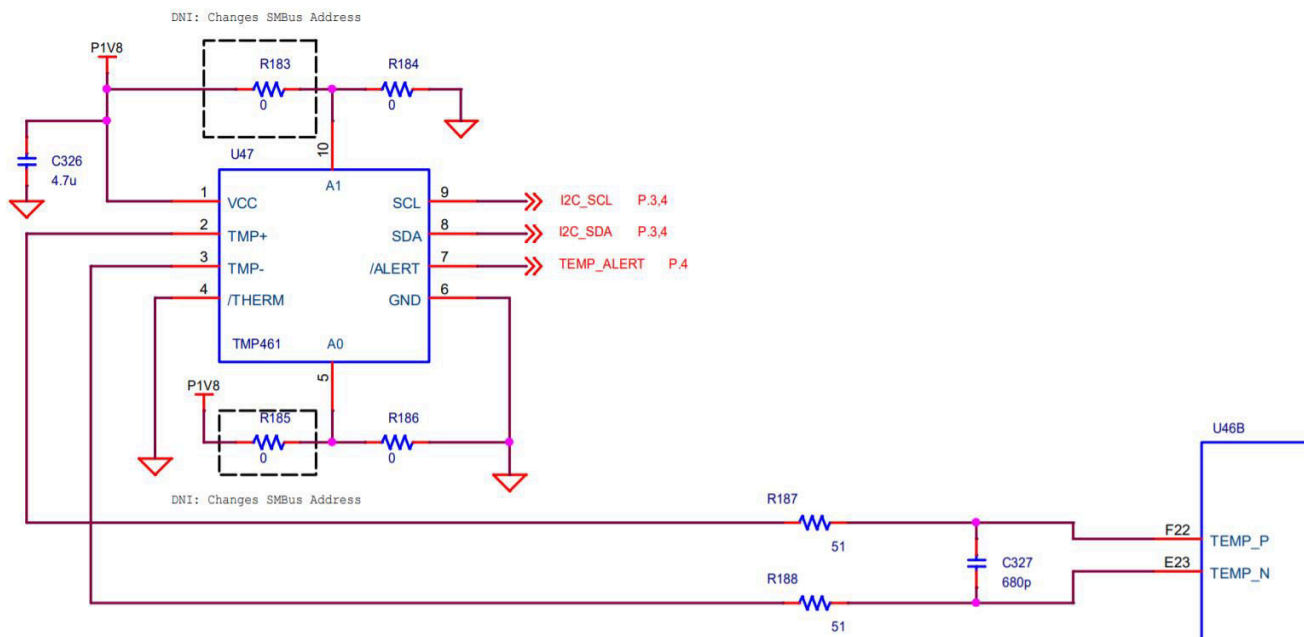 DNI: Changes SMBus Address
P1V8
R183
R184
0
0
C326
4.7u
U47
10
A1
1
VCC
SCL
9
I2C_SCL P.3,4
2
TMP+
SDA
8
I2C_SDA P.3,4
3
TMP-
/ALERT
7
TEMP_ALERT P.4
4
/THERM
GND
6
TMP461
A0
5
P1V8
R185
R186
0
0
DNI: Changes SMBus Address
U46B
R187
51
F22
TEMP_P
C327
680p
E23
TEMP_N
R188
51